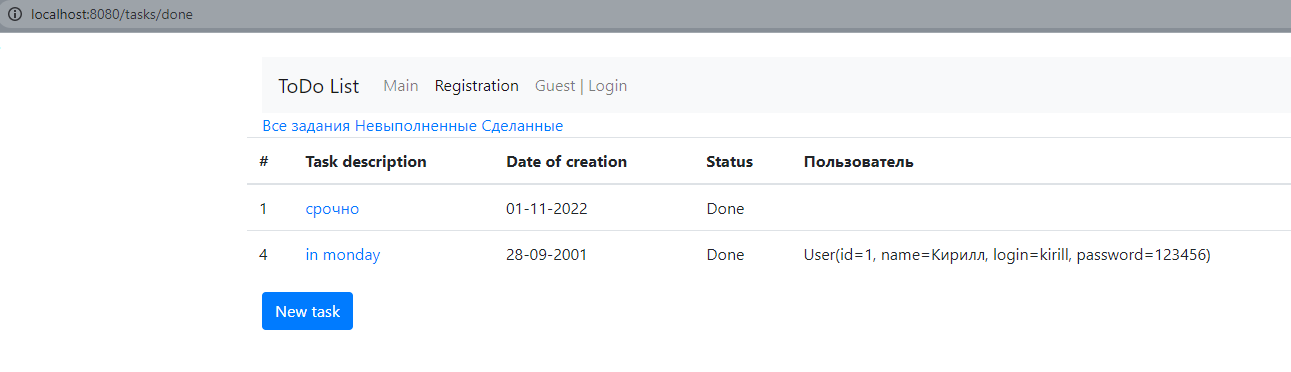 localhost:8080/tasks/done
ToDo List Main Registration Guest | Login
Все задания Невыполненные Сделанные
# Task description Date of creation Status Пользователь
1 срочно 01-11-2022 Done
4 in monday 28-09-2001 Done User(id=1, name=Кирилл, login=kirill, password=123456)
New task